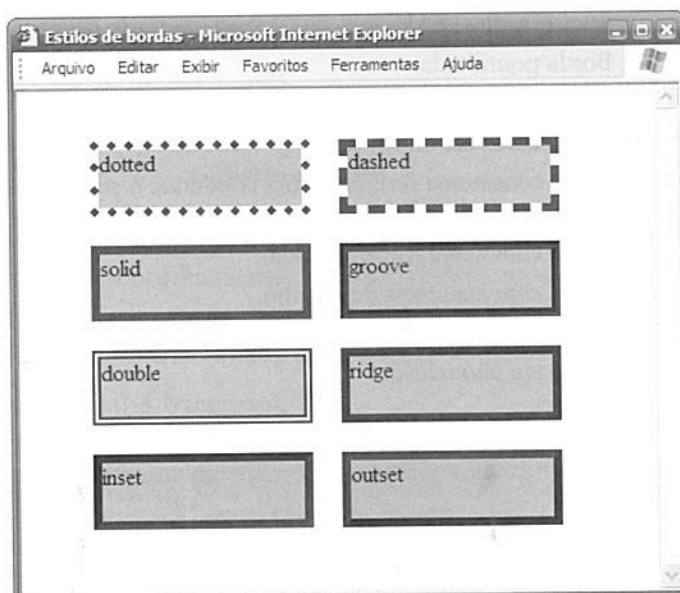 Estilos de bordas - Microsoft Internet Explorer
Arquivo Editar Exibir Favoritos Ferramentas Ajuda
dotted dashed
solid groove
double ridge
inset outset